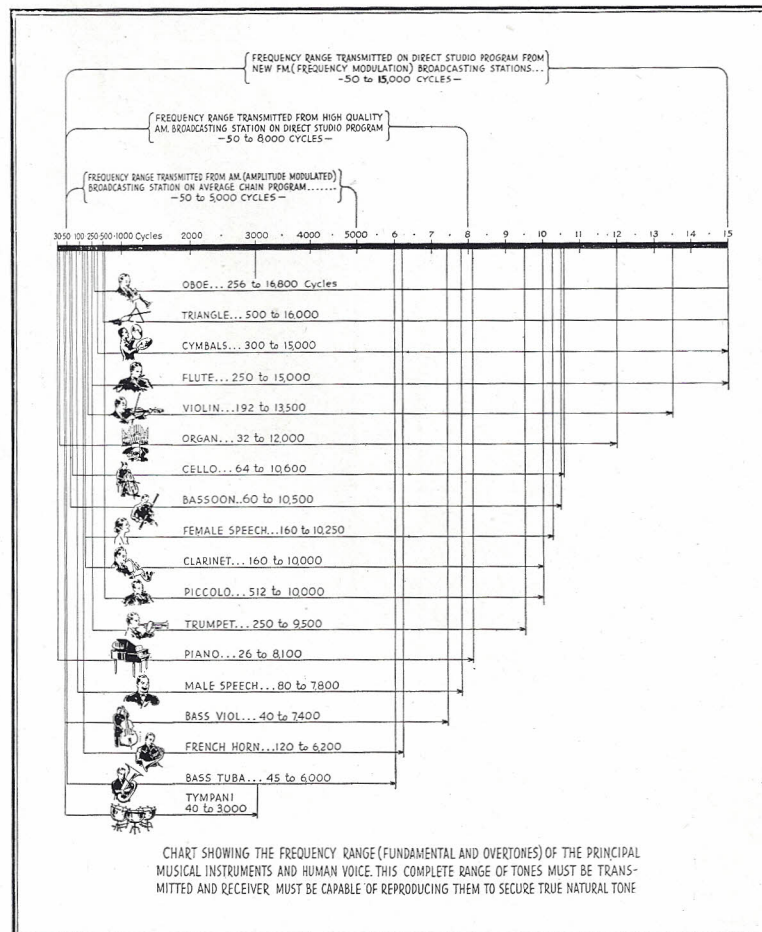 FREQUENCY RANGE TRANSMITTED ON DIRECT STUDIO PROGRAM FROM
NEW FM.(FREQUENCY MODULATION) BROADCASTING STATIONS...
-50 to 15,000 CYCLES-
FREQUENCY RANGE TRANSMITTED FROM HIGH QUALITY
AM. BROADCASTING STATION ON DIRECT STUDIO PROGRAM
-50 to 8,000 CYCLES-
FREQUENCY RANGE TRANSMITTED FROM AM.(AMPLITUDE MODULATED)
BROADCASTING STATION ON AVERAGE CHAIN PROGRAM.......
-50 to 5,000 CYCLES-
30 50 100 250 500 1000 Cycles 2000 3000 4000 5000 6 7 8 9 10 11 12 13 14 15
OBOE... 256 to 16,800 Cycles
TRIANGLE... 500 to 16,000
CYMBALS... 300 to 15,000
FLUTE... 250 to 15,000
VIOLIN...192 to 13,500
ORGAN... 32 to 12,000
CELLO... 64 to 10,600
BASSOON..60 to 10,500
FEMALE SPEECH...160 to 10,250
CLARINET... 160 to 10,000
PICCOLO... 512 to 10,000
TRUMPET... 250 to 9,500
PIANO... 26 to 8,100
MALE SPEECH... 80 to 7,800
BASS VIOL... 40 to 7,400
FRENCH HORN...120 to 6,200
BASS TUBA... 45 to 6,000
TYMPANI
40 to 3,000
CHART SHOWING THE FREQUENCY RANGE (FUNDAMENTAL AND OVERTONES) OF THE PRINCIPAL
MUSICAL INSTRUMENTS AND HUMAN VOICE. THIS COMPLETE RANGE OF TONES MUST BE TRANS-
MITTED AND RECEIVER MUST BE CAPABLE OF REPRODUCING THEM TO SECURE TRUE NATURAL TONE